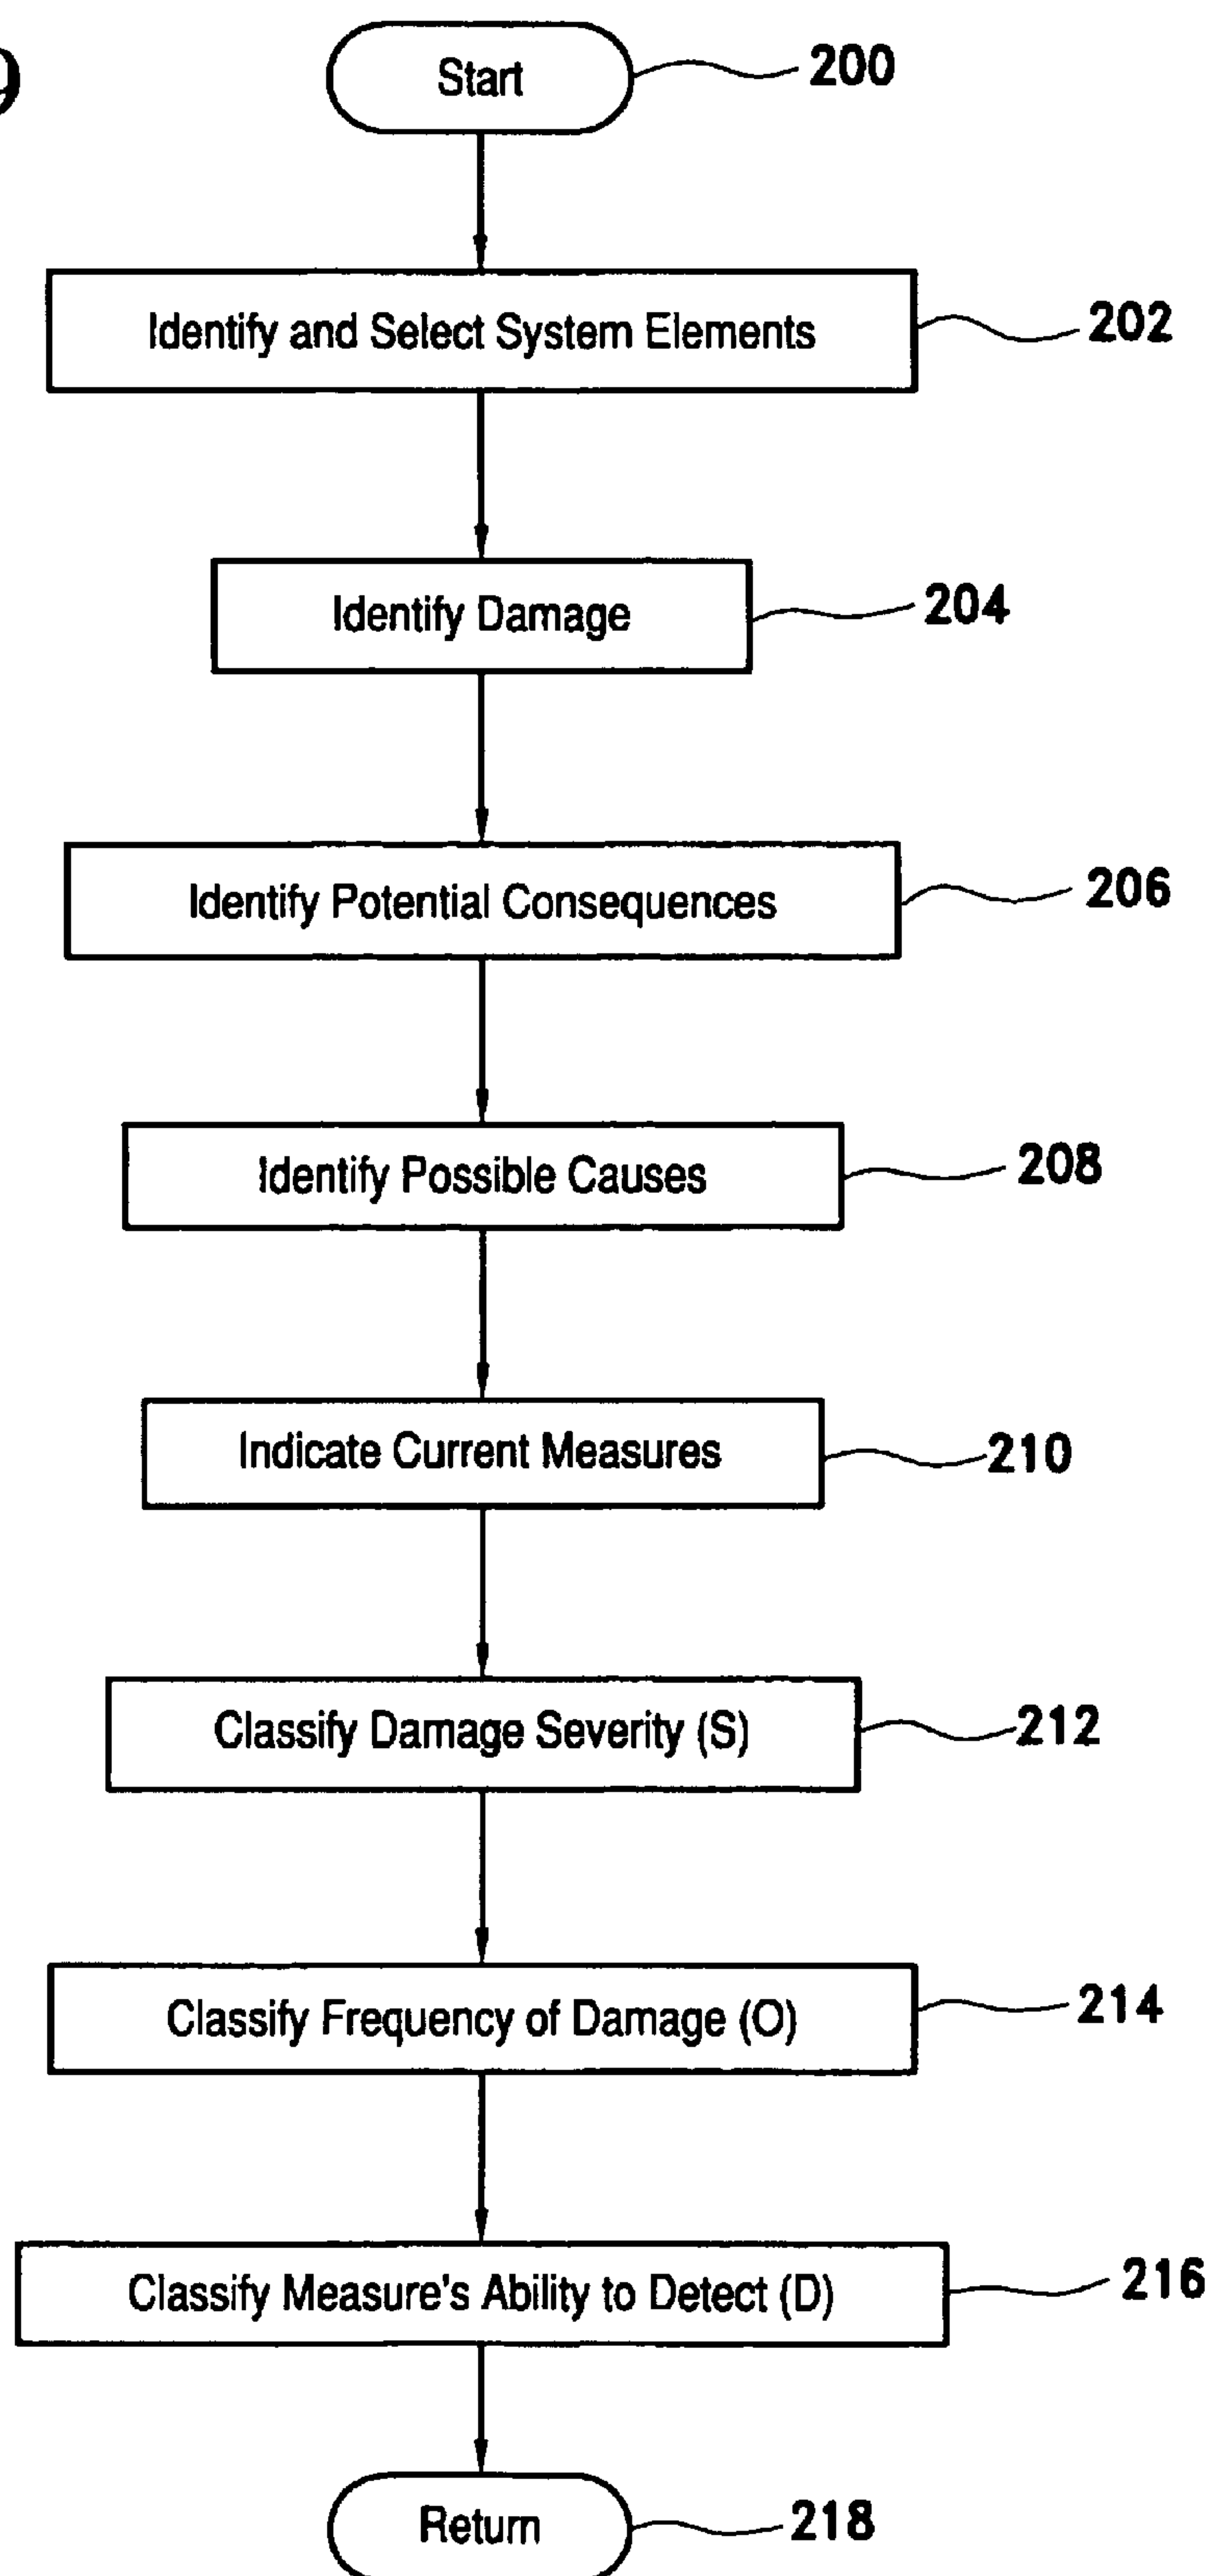 Start 200
Identify and Select System Elements 202
Identify Damage 204
Identify Potential Consequences 206
Identify Possible Causes 208
Indicate Current Measures 210
Classify Damage Severity (S) 212
Classify Frequency of Damage (O) 214
Classify Measure's Ability to Detect (D) 216
Return 218